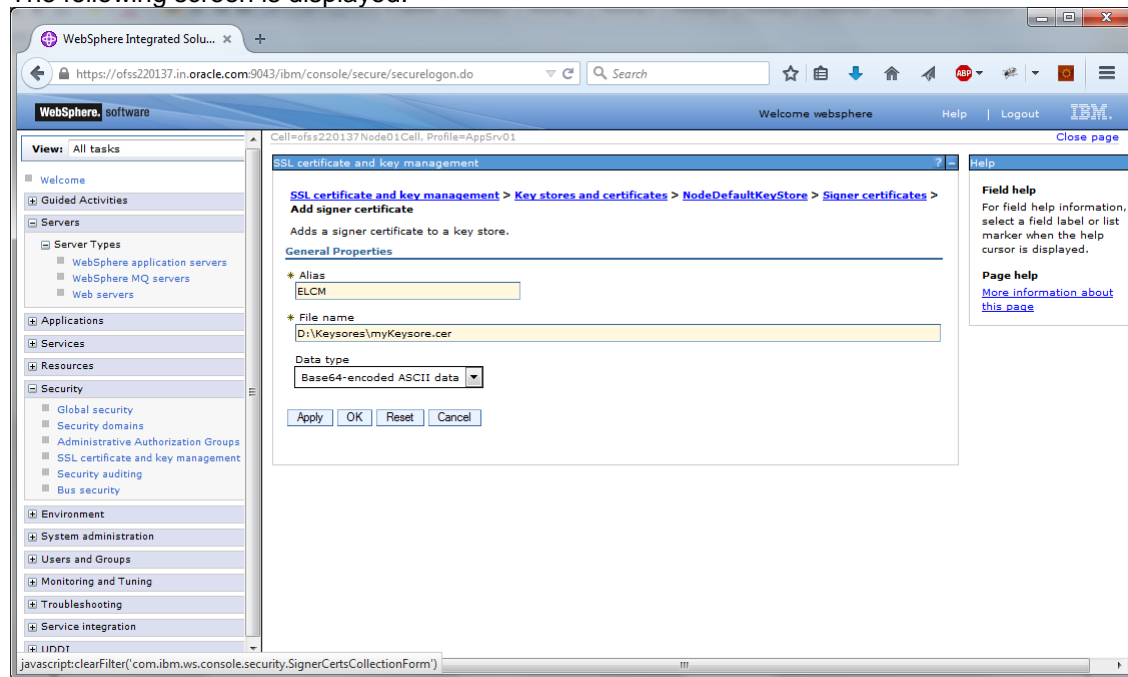 The following screen is displayed:
WebSphere Integrated Solu...
https://ofss220137.in.oracle.com:9043/ibm/console/secure/securelogon.do
Search
ABP
WebSphere. software
Welcome websphere
Help | Logout
IBM.
View: All tasks
Welcome
Guided Activities
Servers
Server Types
WebSphere application servers
WebSphere MQ servers
Web servers
Applications
Services
Resources
Security
Global security
Security domains
Administrative Authorization Groups
SSL certificate and key management
Security auditing
Bus security
Environment
System administration
Users and Groups
Monitoring and Tuning
Troubleshooting
Service integration
UDDI
Cell=ofss220137Node01Cell, Profile=AppSrv01
Close page
SSL certificate and key management ? -
SSL certificate and key management > Key stores and certificates > NodeDefaultKeyStore > Signer certificates >
Add signer certificate
Adds a signer certificate to a key store.
General Properties
* Alias
ELCM
* File name
D:\Keysores\myKeysore.cer
Data type
Base64-encoded ASCII data
Apply OK Reset Cancel
Help
Field help
For field help information,
select a field label or list
marker when the help
cursor is displayed.
Page help
More information about
this page
javascript:clearFilter('com.ibm.ws.console.security.SignerCertsCollectionForm')